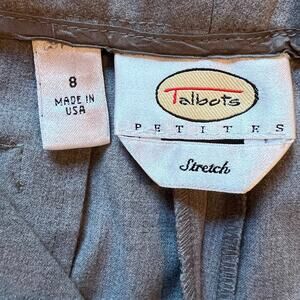 8
MADE IN
USA
Talbots
PETITES
Stretch